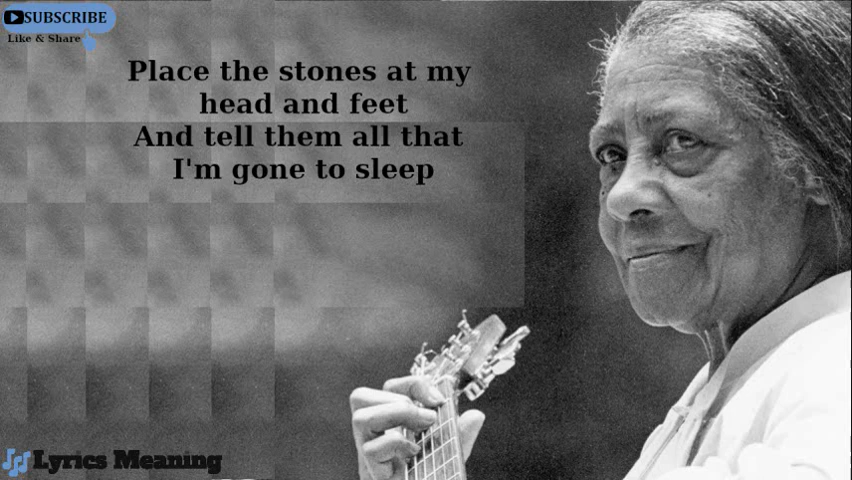 SUBSCRIBE
Like & Share
Place the stones at my
head and feet
And tell them all that
I'm gone to sleep
Lyrics Meaning